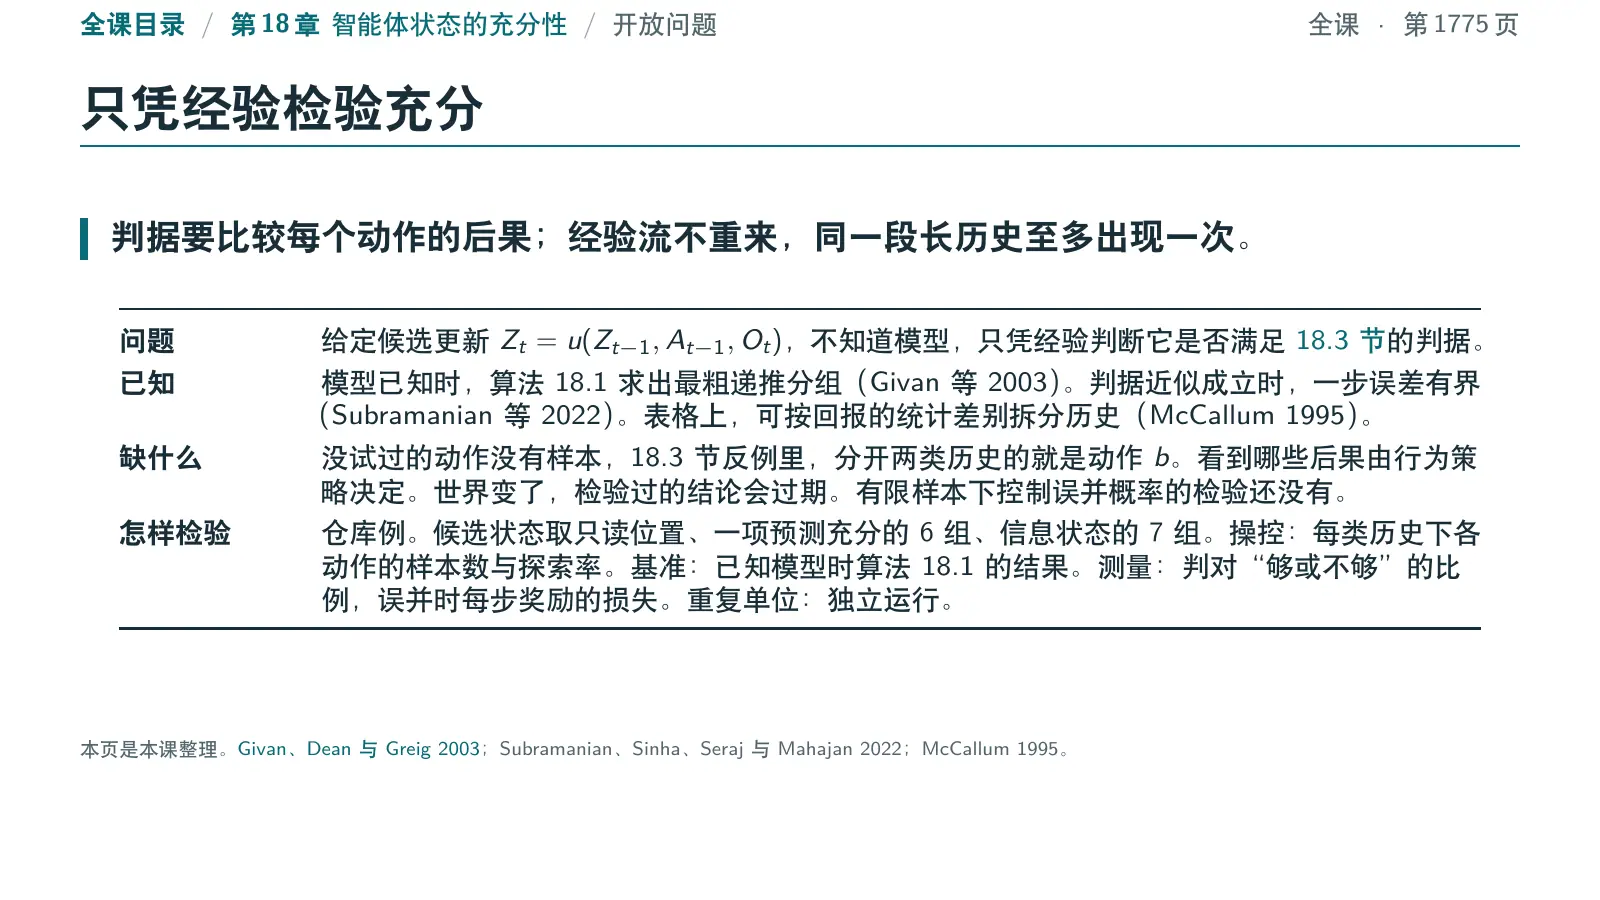 全课目录 / 第 18 章 智能体状态的充分性 / 开放问题
全课 · 第 1775 页
只凭经验检验充分
判据要比较每个动作的后果；经验流不重来，同一段长历史至多出现一次。
问题 给定候选更新 Z_t = u(Z_{t−1}, A_{t−1}, O_t)，不知道模型，只凭经验判断它是否满足 18.3 节的判据。
已知 模型已知时，算法 18.1 求出最粗递推分组（Givan 等 2003）。判据近似成立时，一步误差有界
（Subramanian 等 2022）。表格上，可按回报的统计差别拆分历史（McCallum 1995）。
缺什么 没试过的动作没有样本，18.3 节反例里，分开两类历史的就是动作 b。看到哪些后果由行为策
略决定。世界变了，检验过的结论会过期。有限样本下控制误并概率的检验还没有。
怎样检验 仓库例。候选状态取只读位置、一项预测充分的 6 组、信息状态的 7 组。操控：每类历史下各
动作的样本数与探索率。基准：已知模型时算法 18.1 的结果。测量：判对“够或不够”的比
例，误并时每步奖励的损失。重复单位：独立运行。
本页是本课整理。Givan、Dean 与 Greig 2003；Subramanian、Sinha、Seraj 与 Mahajan 2022；McCallum 1995。